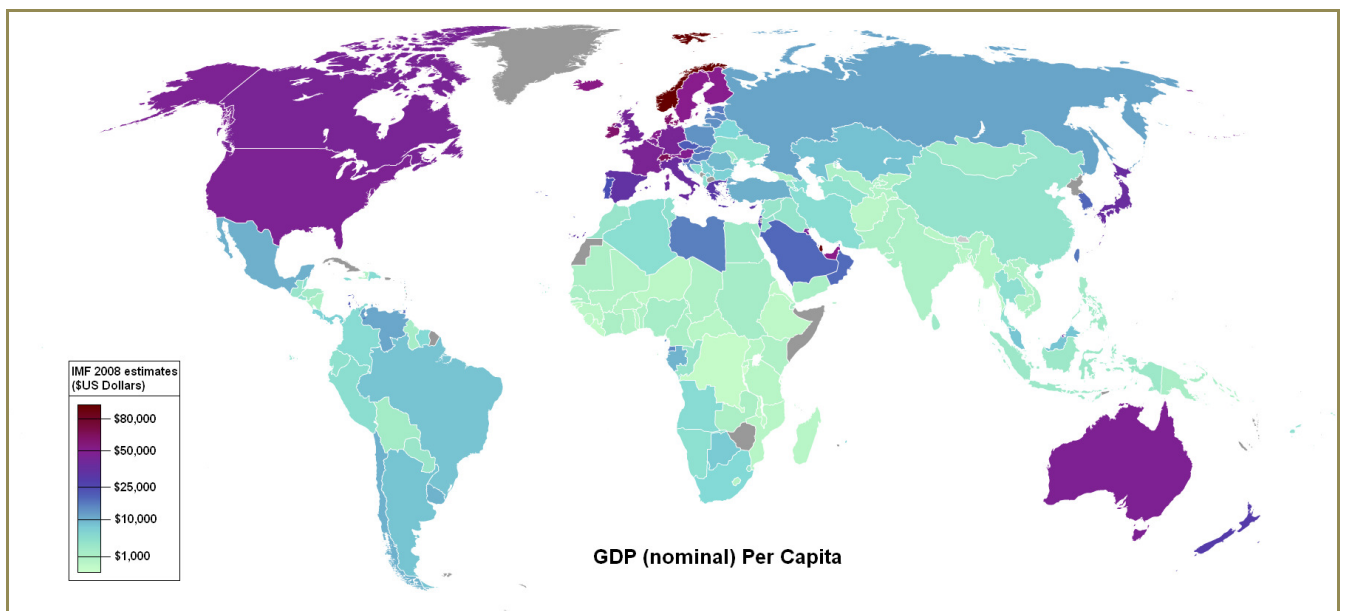 IMF 2008 estimates
($US Dollars)
$80,000
$50,000
$25,000
$10,000
$1,000
GDP (nominal) Per Capita